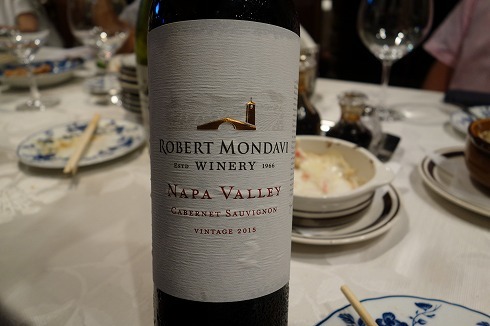 ROBERT MONDAVI
ESTD WINERY 1966
NAPA VALLEY
CABERNET SAUVIGNON
VINTAGE 2015